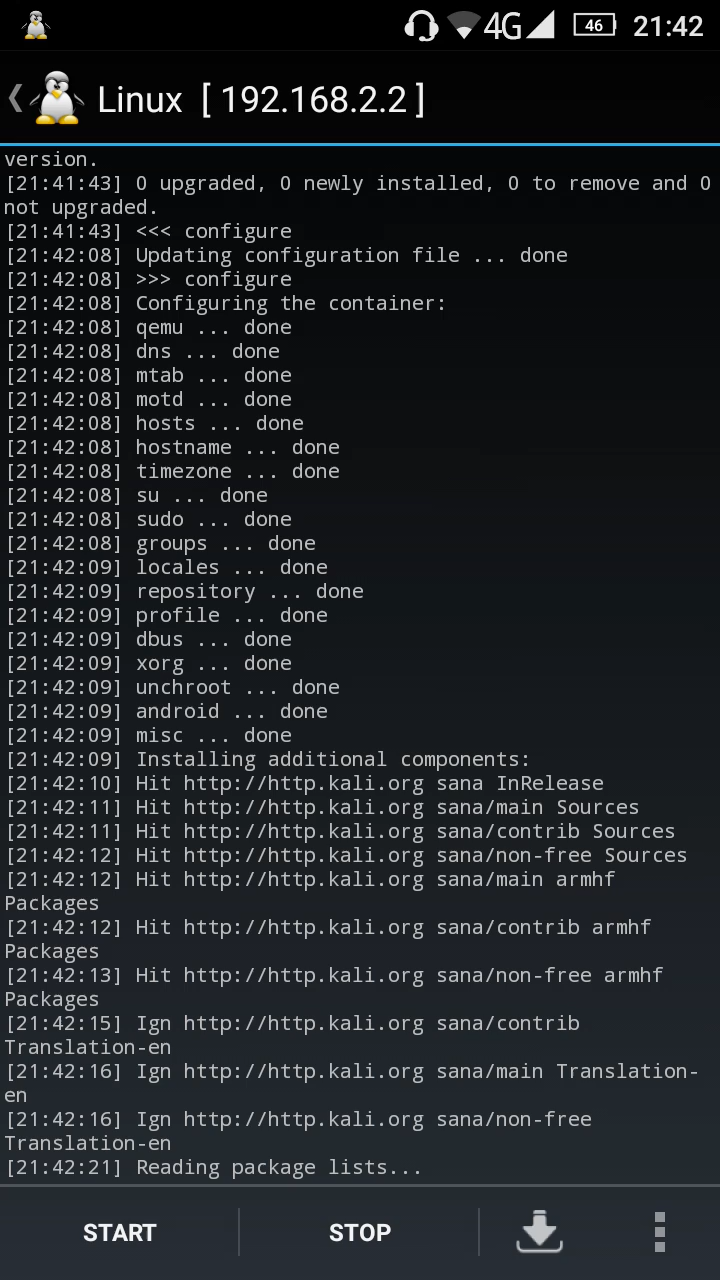 4G 46 21:42
Linux [ 192.168.2.2 ]
version.
[21:41:43] 0 upgraded, 0 newly installed, 0 to remove and 0
not upgraded.
[21:41:43] <<< configure
[21:42:08] Updating configuration file ... done
[21:42:08] >>> configure
[21:42:08] Configuring the container:
[21:42:08] qemu ... done
[21:42:08] dns ... done
[21:42:08] mtab ... done
[21:42:08] motd ... done
[21:42:08] hosts ... done
[21:42:08] hostname ... done
[21:42:08] timezone ... done
[21:42:08] su ... done
[21:42:08] sudo ... done
[21:42:08] groups ... done
[21:42:09] locales ... done
[21:42:09] repository ... done
[21:42:09] profile ... done
[21:42:09] dbus ... done
[21:42:09] xorg ... done
[21:42:09] unchroot ... done
[21:42:09] android ... done
[21:42:09] misc ... done
[21:42:09] Installing additional components:
[21:42:10] Hit http://http.kali.org sana InRelease
[21:42:11] Hit http://http.kali.org sana/main Sources
[21:42:11] Hit http://http.kali.org sana/contrib Sources
[21:42:12] Hit http://http.kali.org sana/non-free Sources
[21:42:12] Hit http://http.kali.org sana/main armhf
Packages
[21:42:12] Hit http://http.kali.org sana/contrib armhf
Packages
[21:42:13] Hit http://http.kali.org sana/non-free armhf
Packages
[21:42:15] Ign http://http.kali.org sana/contrib
Translation-en
[21:42:16] Ign http://http.kali.org sana/main Translation-
en
[21:42:16] Ign http://http.kali.org sana/non-free
Translation-en
[21:42:21] Reading package lists...
START STOP